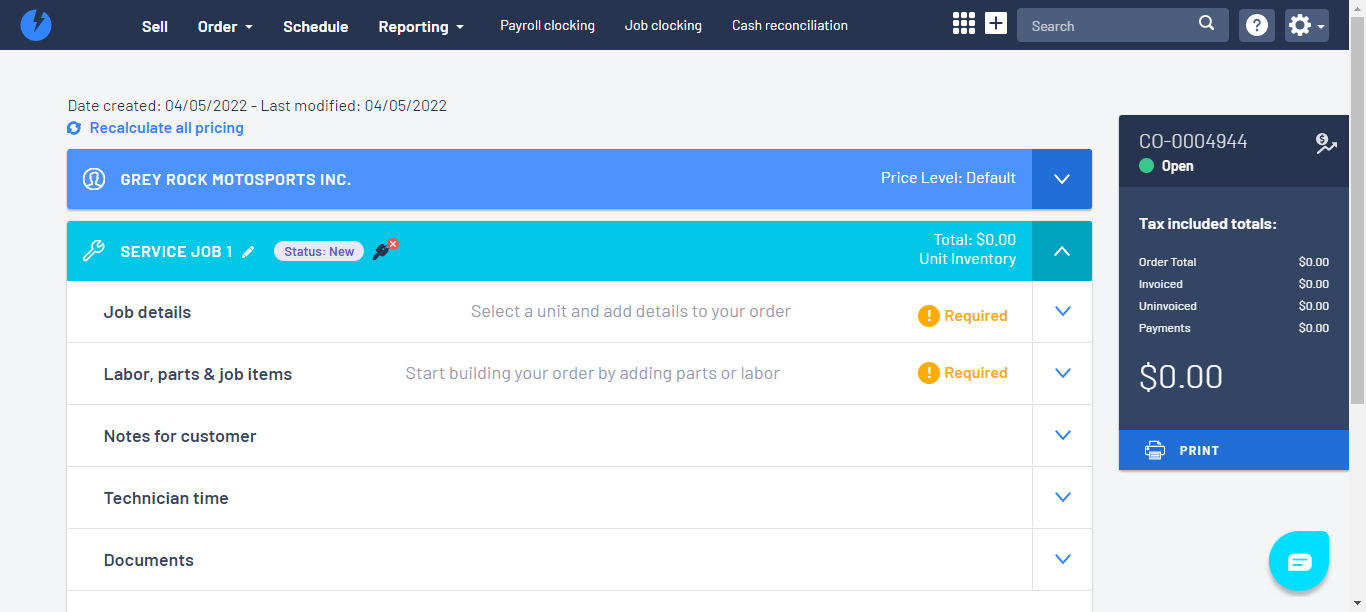 Sell
Order
Schedule
Reporting
Payroll clocking
Job clocking
Cash reconciliation
Search
Date created: 04/05/2022 - Last modified: 04/05/2022
Recalculate all pricing
GREY ROCK MOTOSPORTS INC.
Price Level: Default
SERVICE JOB 1
Status: New
Total: $0.00
Unit Inventory
Job details
Select a unit and add details to your order
Required
Labor, parts & job items
Start building your order by adding parts or labor
Required
Notes for customer
Technician time
Documents
CO-0004944
Open
Tax included totals:
Order Total $0.00
Invoiced $0.00
Uninvoiced $0.00
Payments $0.00
$0.00
PRINT